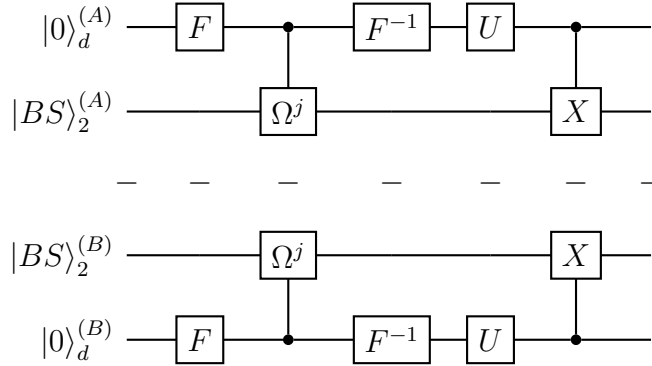 |0⟩_d^(A) F F^{-1} U
|BS⟩_2^(A) Ω^j X
|BS⟩_2^(B) Ω^j X
|0⟩_d^(B) F F^{-1} U